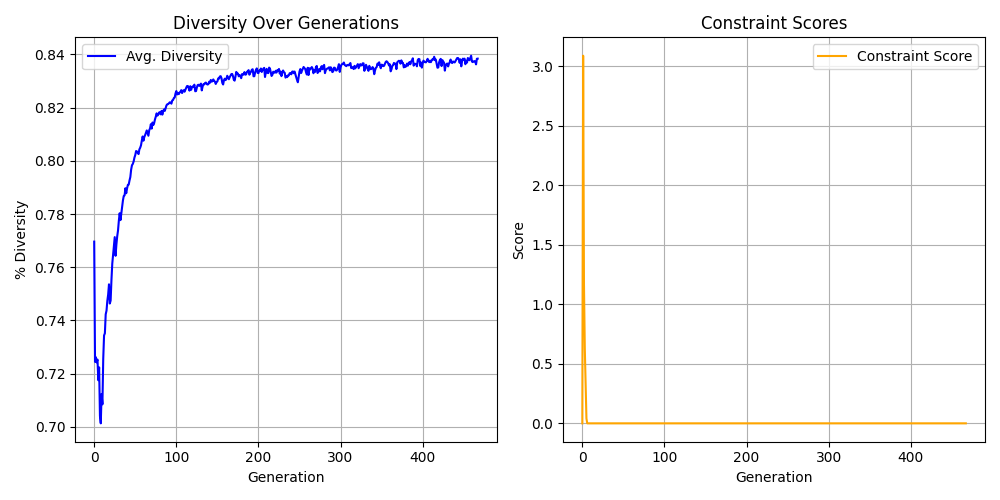 Diversity Over Generations
Avg. Diversity
% Diversity
0.84
0.82
0.80
0.78
0.76
0.74
0.72
0.70
0 100 200 300 400
Generation
Constraint Scores
Constraint Score
Score
3.0
2.5
2.0
1.5
1.0
0.5
0.0
0 100 200 300 400
Generation